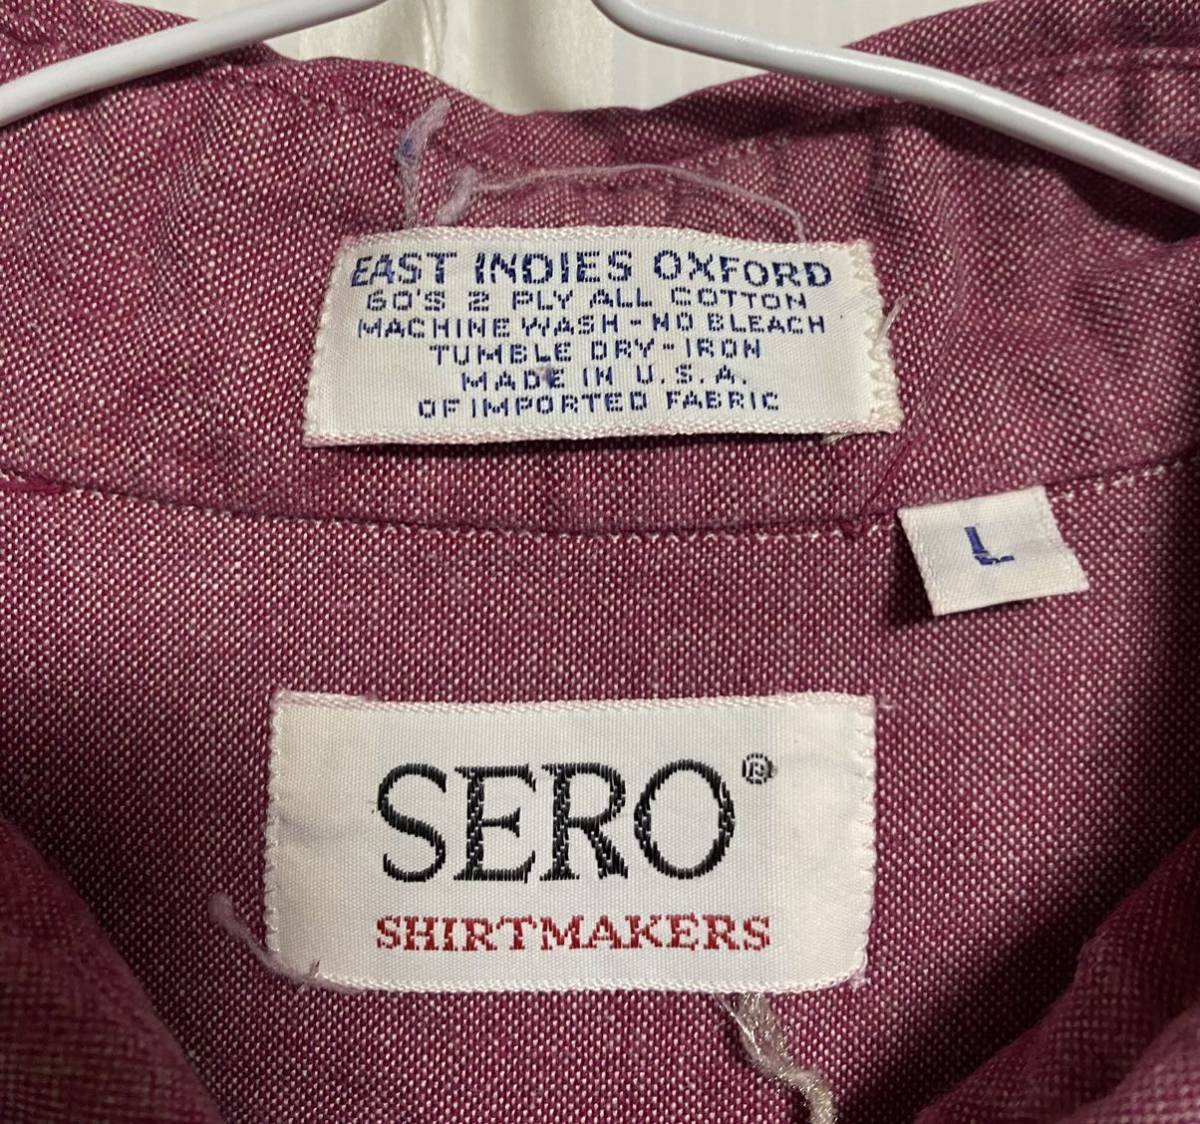 EAST INDIES OXFORD
60'S 2 PLY ALL COTTON
MACHINE WASH - NO BLEACH
TUMBLE DRY - IRON
MADE IN U.S.A.
OF IMPORTED FABRIC
L
SERO®
SHIRTMAKERS